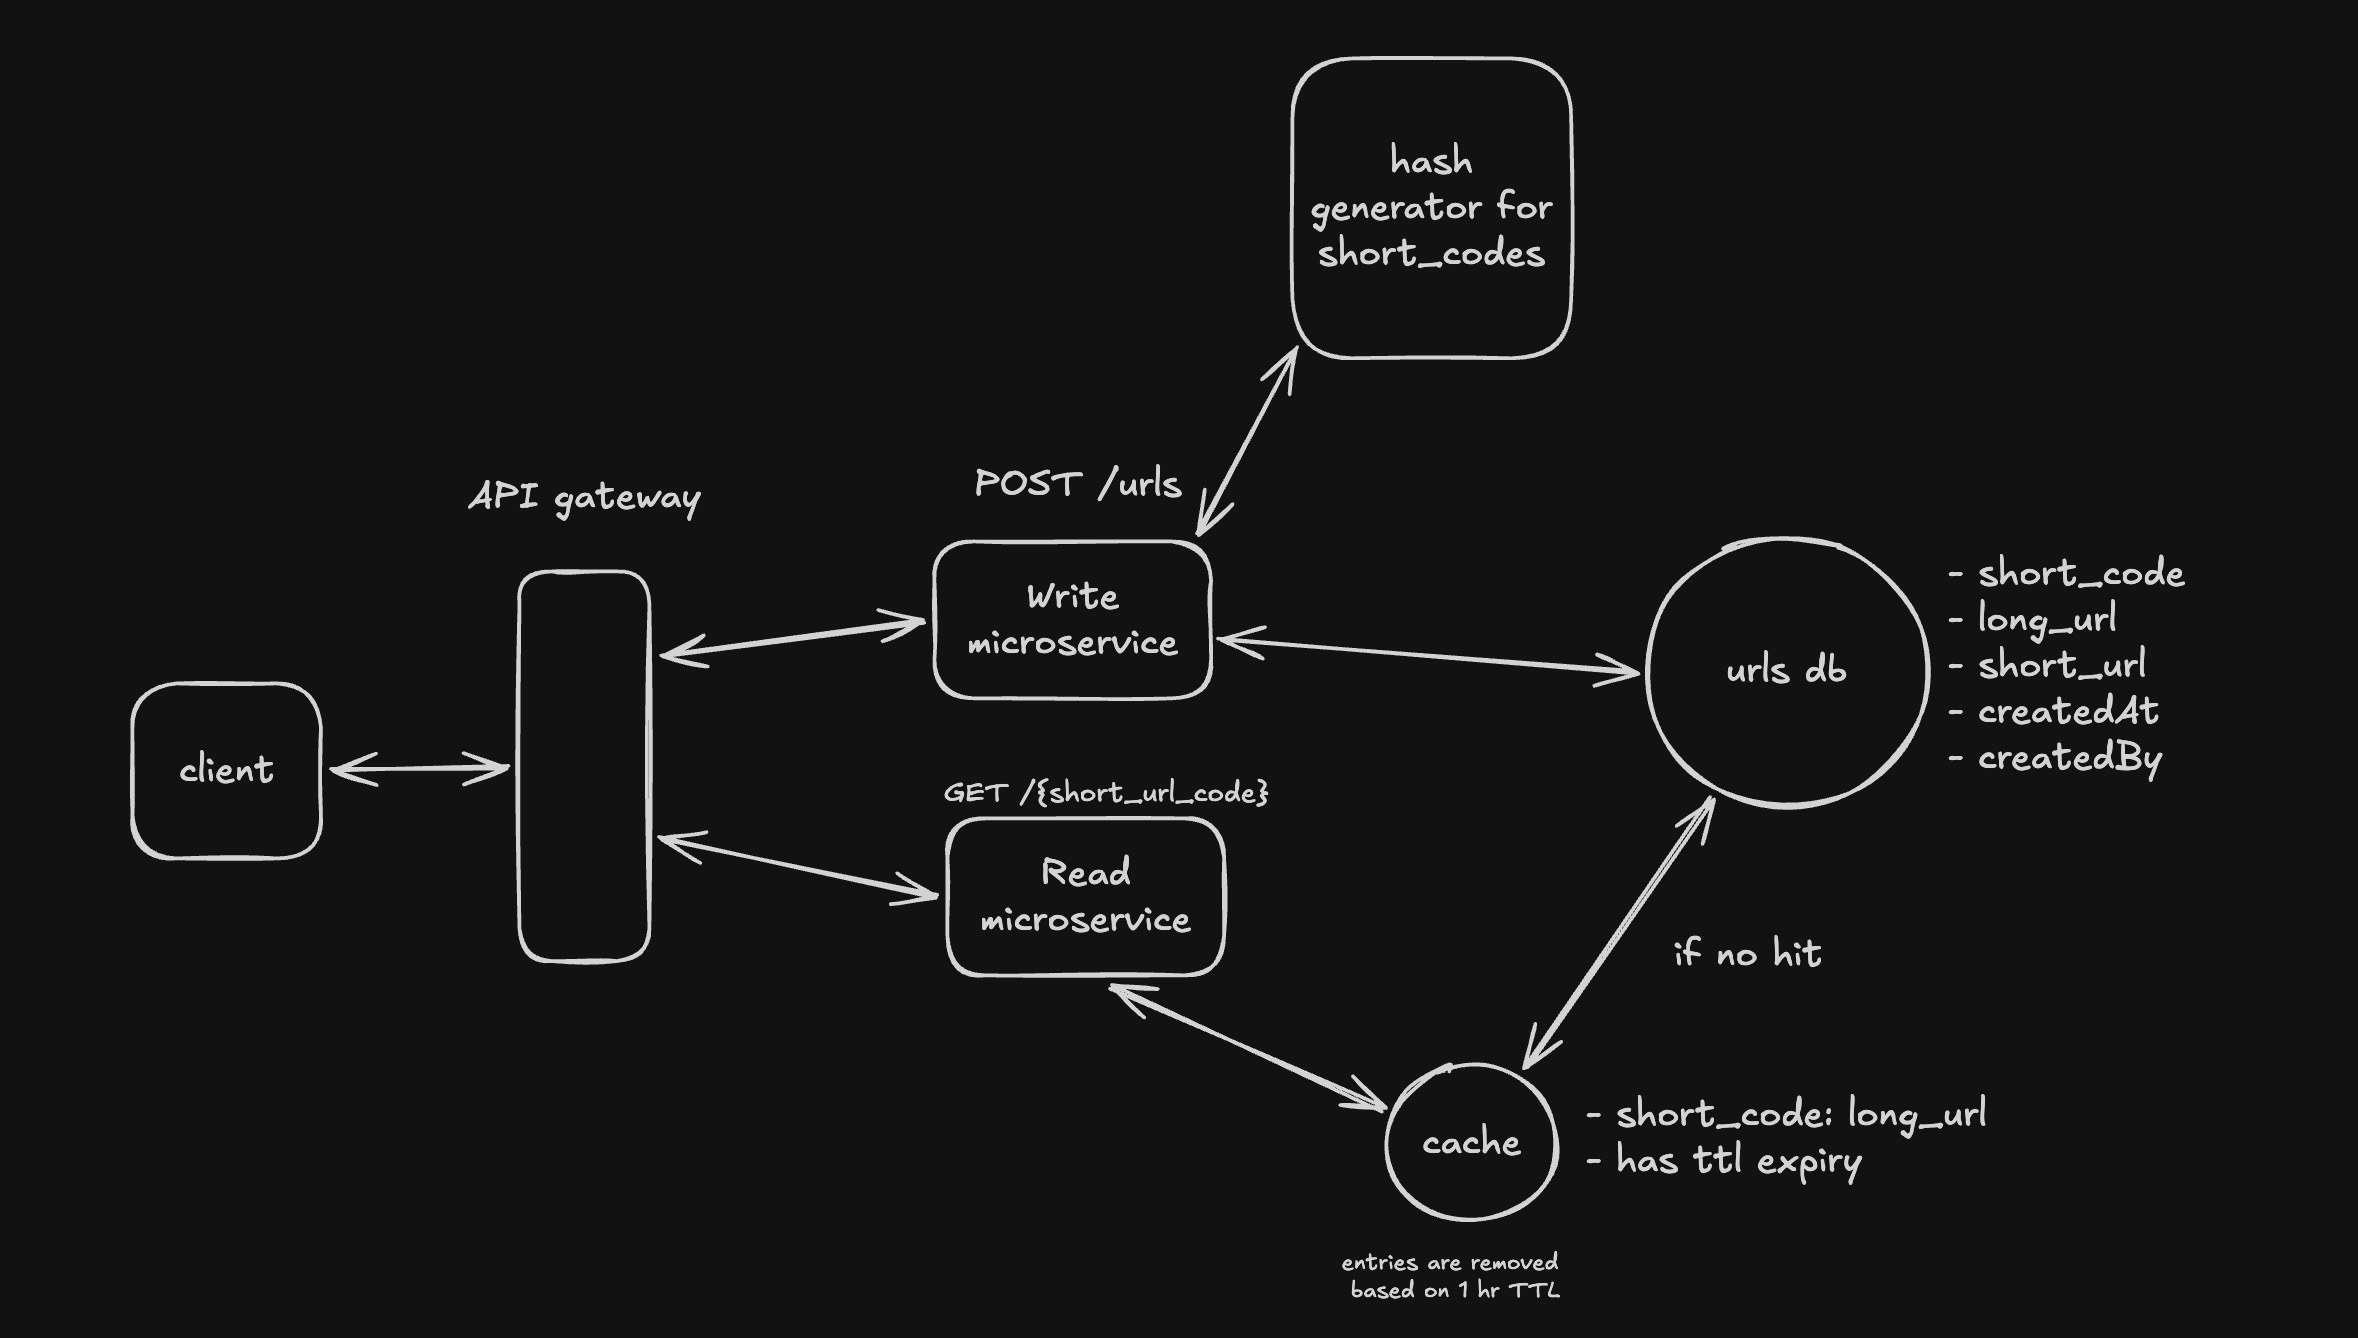 hash
generator for
short_codes
API gateway
POST /urls
Write
microservice
client
urls db
- short_code
- long_url
- short_url
- createdAt
- createdBy
GET /{short_url_code}
Read
microservice
if no hit
cache
- short_code: long_url
- has ttl expiry
entries are removed
based on 1 hr TTL